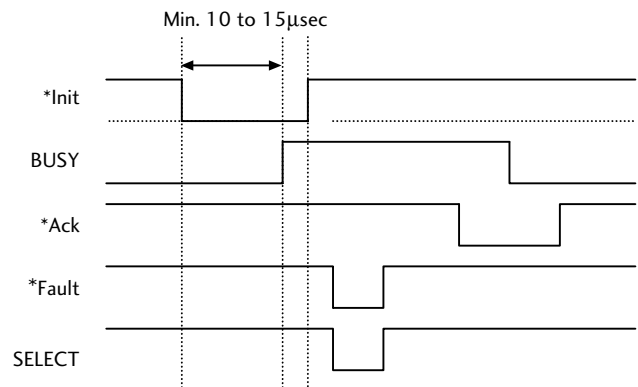 Min. 10 to 15μsec
*Init
BUSY
*Ack
*Fault
SELECT